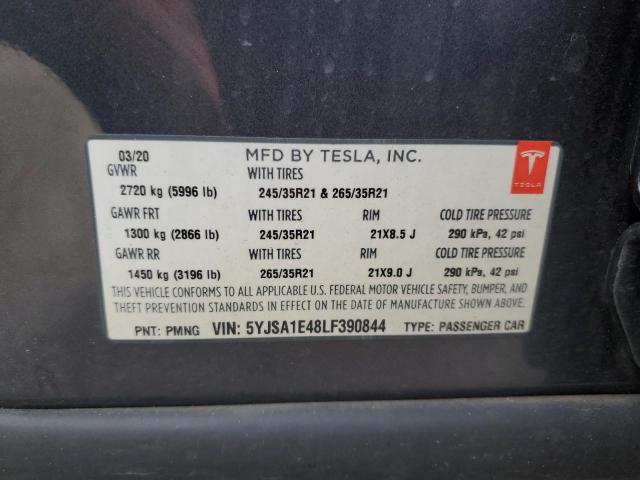 03/20 MFD BY TESLA, INC.
GVWR WITH TIRES
2720 kg (5996 lb) 245/35R21 & 265/35R21
GAWR FRT WITH TIRES RIM COLD TIRE PRESSURE
1300 kg (2866 lb) 245/35R21 21X8.5 J 290 kPa, 42 psi
GAWR RR WITH TIRES RIM COLD TIRE PRESSURE
1450 kg (3196 lb) 265/35R21 21X9.0 J 290 kPa, 42 psi
THIS VEHICLE CONFORMS TO ALL APPLICABLE U.S. FEDERAL MOTOR VEHICLE SAFETY, BUMPER, AND
THEFT PREVENTION STANDARDS IN EFFECT ON THE DATE OF MANUFACTURE SHOWN ABOVE.
PNT: PMNG VIN: 5YJSA1E48LF390844 TYPE: PASSENGER CAR
TESLA